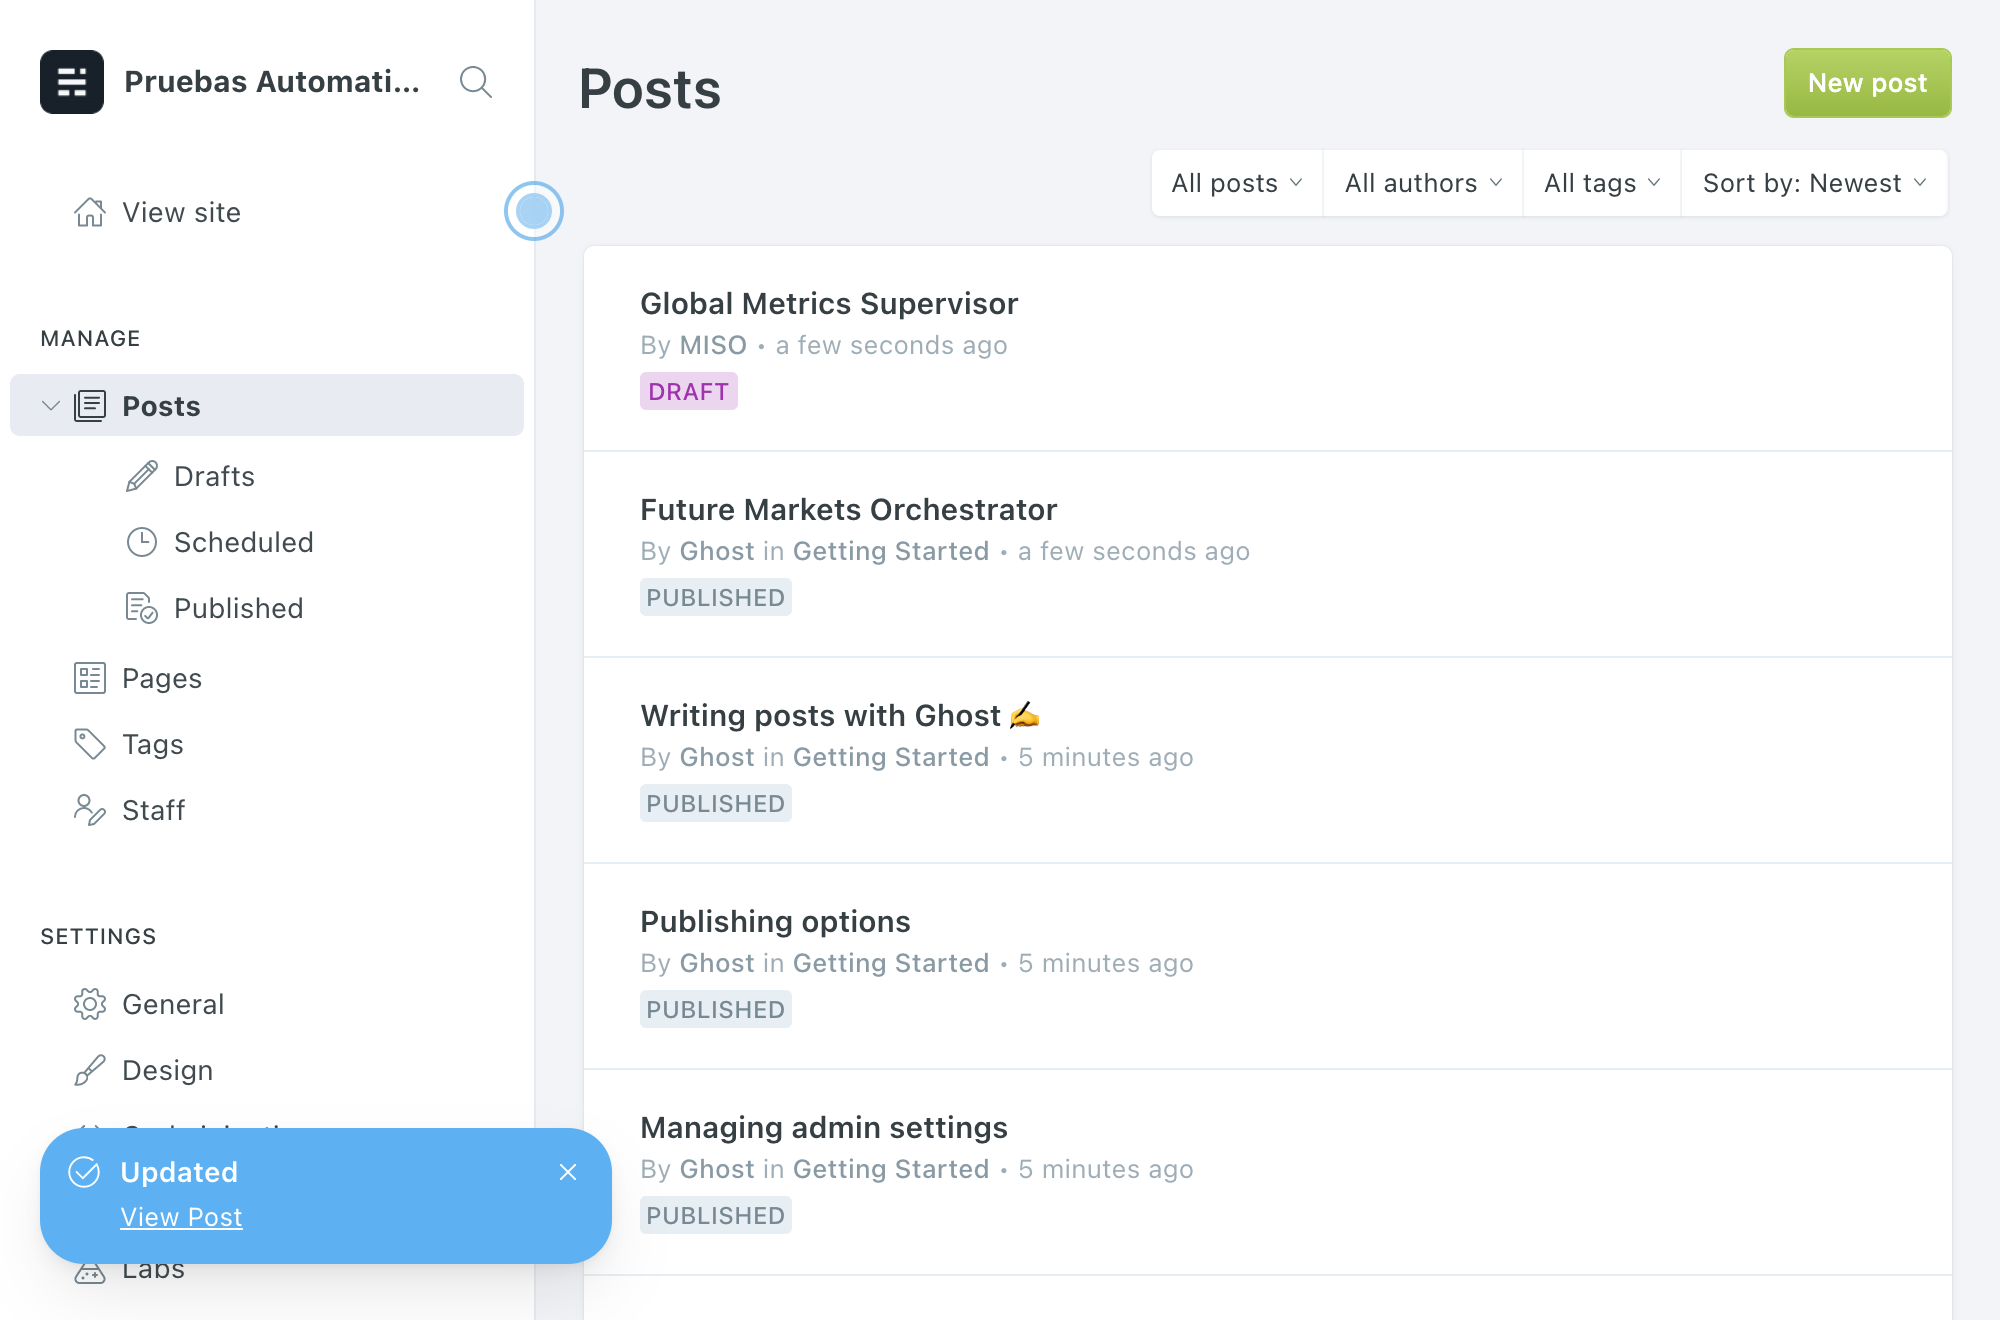 Pruebas Automati...
View site
MANAGE
Posts
Drafts
Scheduled
Published
Pages
Tags
Staff
SETTINGS
General
Design
Updated
View Post
Labs
Posts
New post
All posts
All authors
All tags
Sort by: Newest
Global Metrics Supervisor
By MISO • a few seconds ago
DRAFT
Future Markets Orchestrator
By Ghost in Getting Started • a few seconds ago
PUBLISHED
Writing posts with Ghost ✍️
By Ghost in Getting Started • 5 minutes ago
PUBLISHED
Publishing options
By Ghost in Getting Started • 5 minutes ago
PUBLISHED
Managing admin settings
By Ghost in Getting Started • 5 minutes ago
PUBLISHED